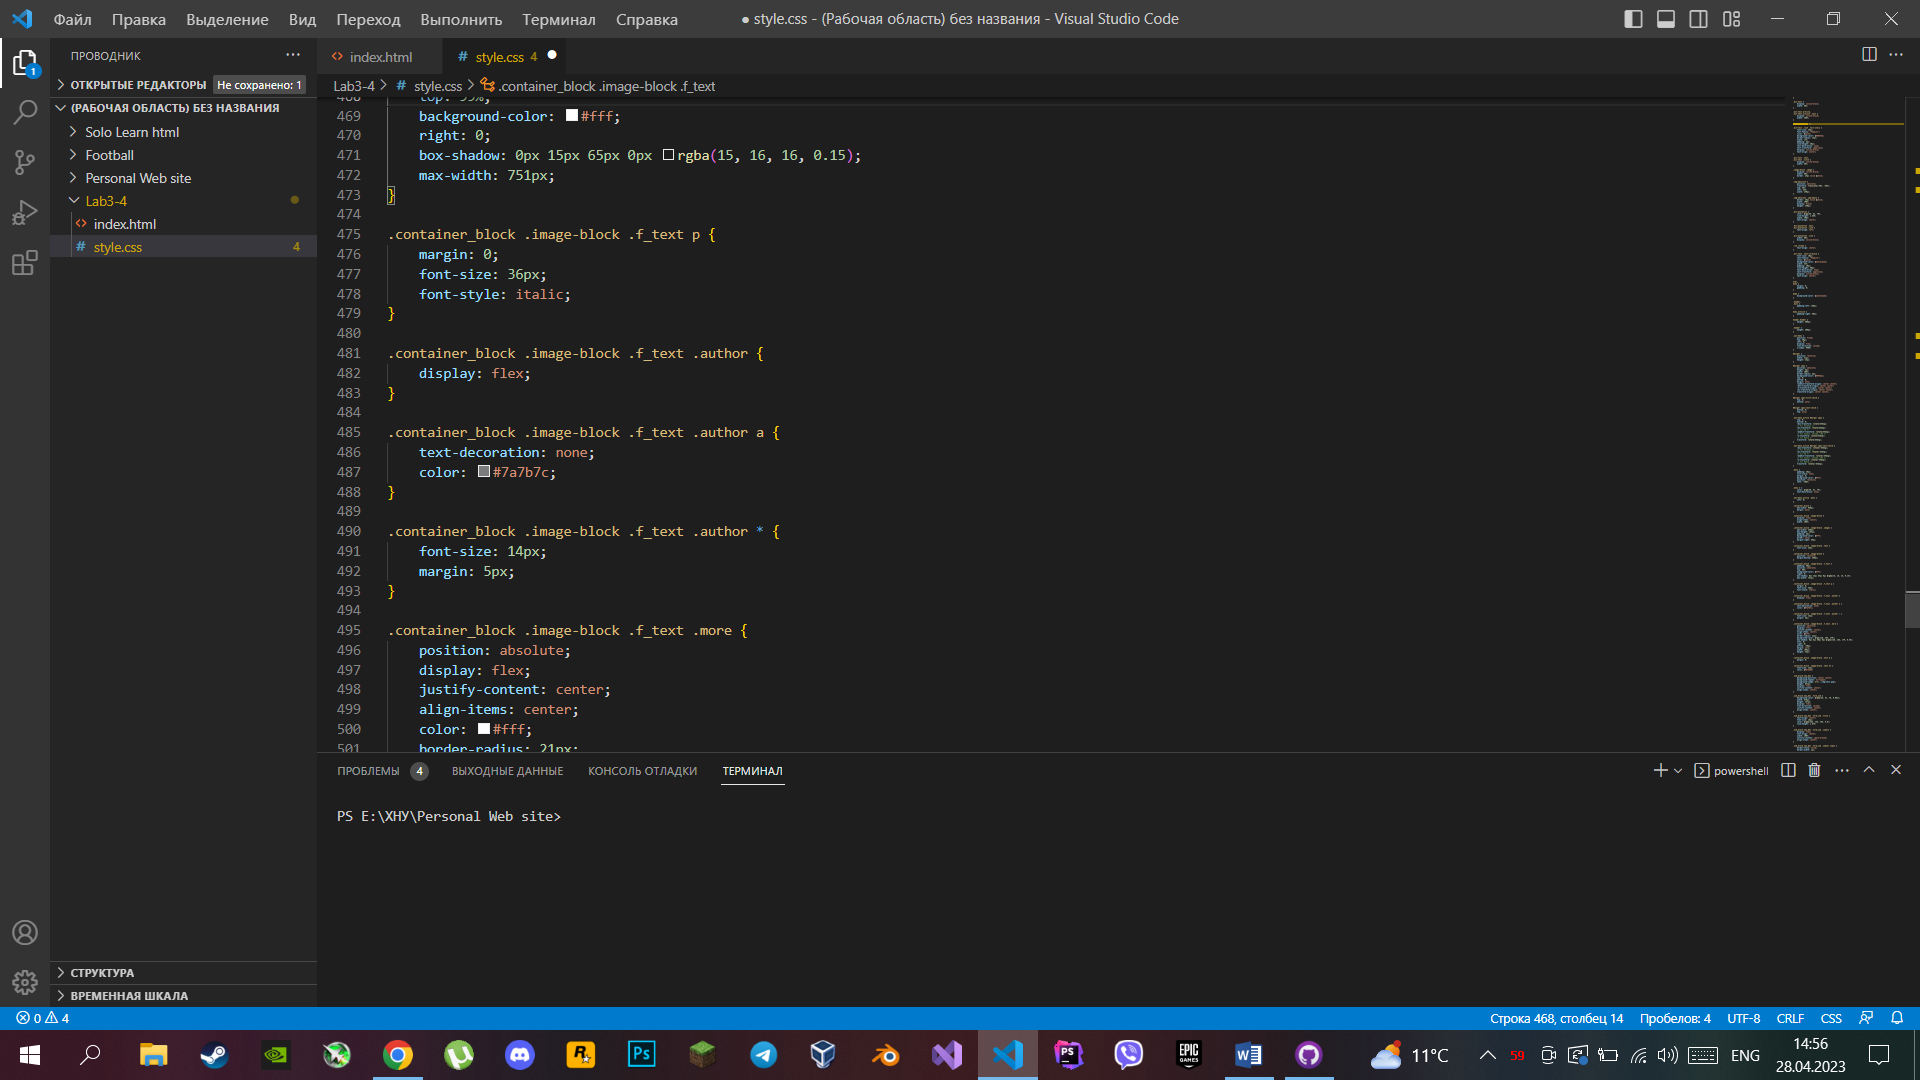 Файл Правка Выделение Вид Переход Выполнить Терминал Справка
● style.css - (Рабочая область) без названия - Visual Studio Code
ПРОВОДНИК
ОТКРЫТЫЕ РЕДАКТОРЫ Не сохранено: 1
(РАБОЧАЯ ОБЛАСТЬ) БЕЗ НАЗВАНИЯ
Solo Learn html
Football
Personal Web site
Lab3-4
index.html
style.css 4
СТРУКТУРА
ВРЕМЕННАЯ ШКАЛА
1
index.html
# style.css 4
Lab3-4 > # style.css > .container_block .image-block .f_text
468 top: 99%;
469 background-color: #fff;
470 right: 0;
471 box-shadow: 0px 15px 65px 0px rgba(15, 16, 16, 0.15);
472 max-width: 751px;
473 }
474
475 .container_block .image-block .f_text p {
476 margin: 0;
477 font-size: 36px;
478 font-style: italic;
479 }
480
481 .container_block .image-block .f_text .author {
482 display: flex;
483 }
484
485 .container_block .image-block .f_text .author a {
486 text-decoration: none;
487 color: #7a7b7c;
488 }
489
490 .container_block .image-block .f_text .author * {
491 font-size: 14px;
492 margin: 5px;
493 }
494
495 .container_block .image-block .f_text .more {
496 position: absolute;
497 display: flex;
498 justify-content: center;
499 align-items: center;
500 color: #fff;
501 border-radius: 21px;
ПРОБЛЕМЫ 4 ВЫХОДНЫЕ ДАННЫЕ КОНСОЛЬ ОТЛАДКИ ТЕРМИНАЛ
powershell
PS E:\ХНУ\Personal Web site>
0 4
Строка 468, столбец 14 Пробелов: 4 UTF-8 CRLF CSS
11°C 59 ENG
14:56
28.04.2023
Ps
PS
EPIC GAMES